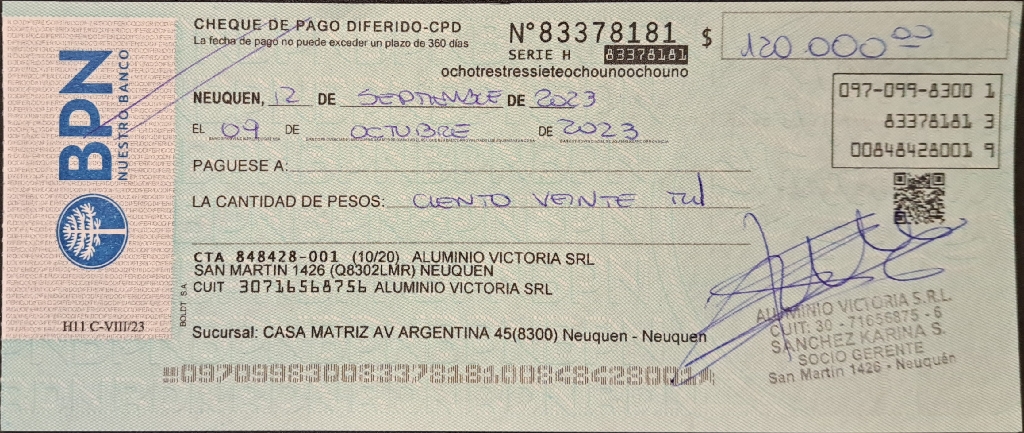 BPN
NUESTRO BANCO
H11 C-VIII/23
BOLDT S.A.
CHEQUE DE PAGO DIFERIDO-CPD
La fecha de pago no puede exceder un plazo de 360 días
N°83378181
SERIE H 83378181
ochotrestressieteochounoochouno
$ 120.000 00
097-099-8300 1
83378181 3
00848428001 9
NEUQUEN, 12 DE SEPTIEMBRE DE 2023
EL 09 DE OCTUBRE DE 2023
PAGUESE A:
LA CANTIDAD DE PESOS: CIENTO VEINTE MIL
CTA 848428-001 (10/20) ALUMINIO VICTORIA SRL
SAN MARTIN 1426 (Q8302LMR) NEUQUEN
CUIT 30716568756 ALUMINIO VICTORIA SRL
Sucursal: CASA MATRIZ AV ARGENTINA 45(8300) Neuquen - Neuquen
ALUMINIO VICTORIA S.R.L.
CUIT: 30 - 71656875 - 6
SANCHEZ KARINA S.
SOCIO GERENTE
San Martín 1426 - Neuquén
09709983008337818100848428001